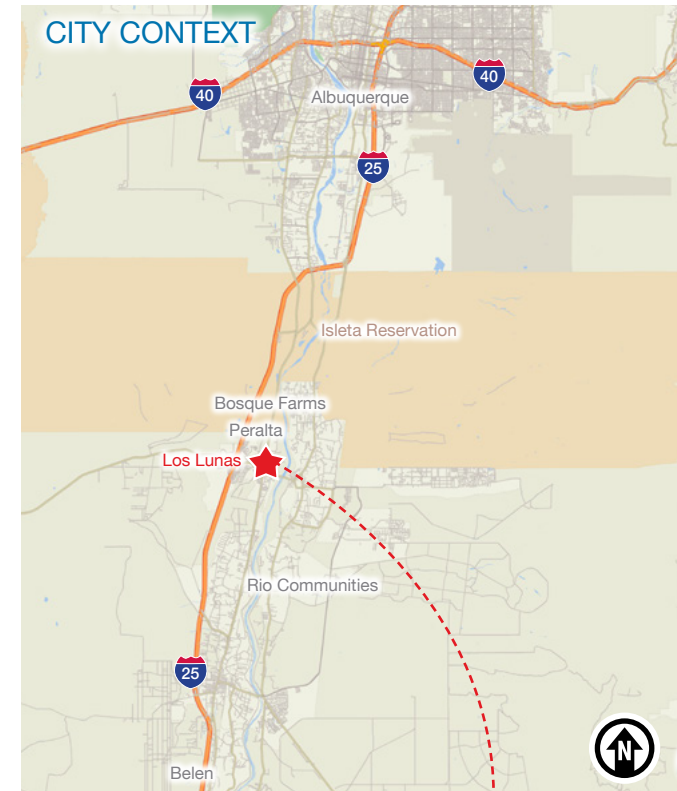 CITY CONTEXT
40
40
Albuquerque
25
Isleta Reservation
Bosque Farms
Peralta
Los Lunas
Rio Communities
25
N
Belen